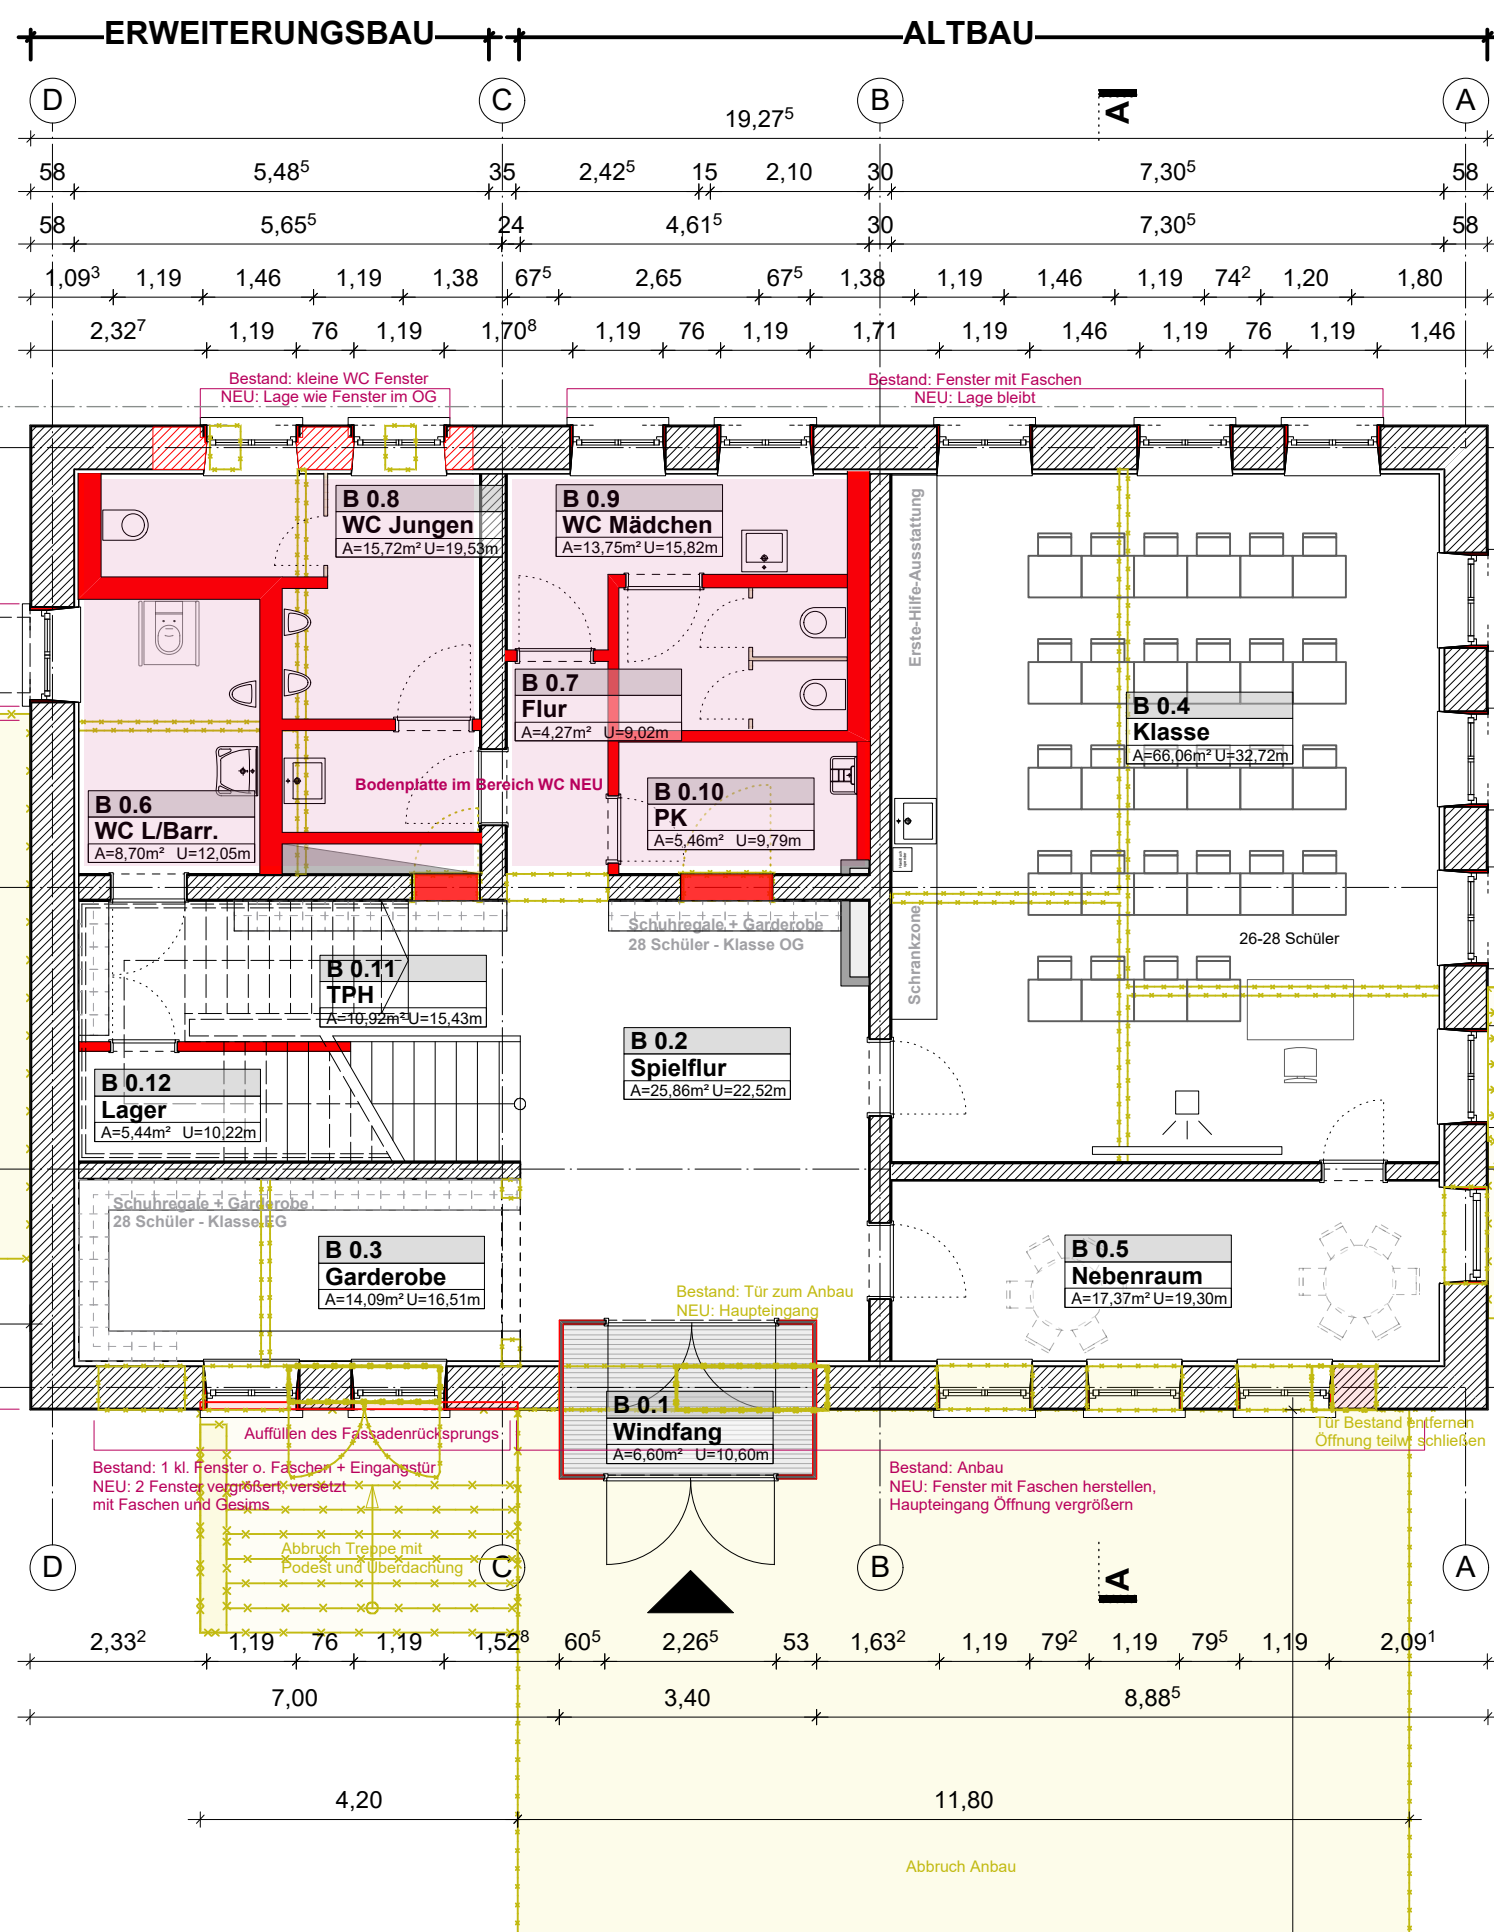 ERWEITERUNGSBAU ALTBAU
D C B A A
19,27⁵
58 5,48⁵ 35 2,42⁵ 15 2,10 30 7,30⁵ 58
58 5,65⁵ 24 4,61⁵ 30 7,30⁵ 58
1,09³ 1,19 1,46 1,19 1,38 67⁵ 2,65 67⁵ 1,38 1,19 1,46 1,19 74² 1,20 1,80
2,32⁷ 1,19 76 1,19 1,70⁸ 1,19 76 1,19 1,71 1,19 1,46 1,19 76 1,19 1,46
Bestand: kleine WC Fenster
NEU: Lage wie Fenster im OG
Bestand: Fenster mit Faschen
NEU: Lage bleibt
B 0.8
WC Jungen
A=15,72m² U=19,53m
B 0.9
WC Mädchen
A=13,75m² U=15,82m
Erste-Hilfe-Ausstattung
B 0.7
Flur
A=4,27m² U=9,02m
B 0.4
Klasse
A=66,06m² U=32,72m
Bodenplatte im Bereich WC NEU
B 0.6
WC L/Barr.
A=8,70m² U=12,05m
B 0.10
PK
A=5,46m² U=9,79m
Schrankzone
Schuhregale + Garderobe
28 Schüler - Klasse OG
26-28 Schüler
B 0.11
TPH
A=10,92m² U=15,43m
B 0.2
Spielflur
A=25,86m² U=22,52m
B 0.12
Lager
A=5,44m² U=10,22m
Schuhregale + Garderobe
28 Schüler - Klasse EG
B 0.3
Garderobe
A=14,09m² U=16,51m
B 0.5
Nebenraum
A=17,37m² U=19,30m
Bestand: Tür zum Anbau
NEU: Haupteingang
B 0.1
Windfang
A=6,60m² U=10,60m
Auffüllen des Fassadenrücksprungs
Tür Bestand entfernen
Öffnung teilw. schließen
Bestand: 1 kl. Fenster o. Faschen + Eingangstür
NEU: 2 Fenster vergrößert, versetzt
mit Faschen und Gesims
Bestand: Anbau
NEU: Fenster mit Faschen herstellen,
Haupteingang Öffnung vergrößern
Abbruch Treppe mit
Podest und Überdachung
D C B A A
2,33² 1,19 76 1,19 1,52⁸ 60⁵ 2,26⁵ 53 1,63² 1,19 79² 1,19 79⁵ 1,19 2,09¹
7,00 3,40 8,88⁵
4,20 11,80
Abbruch Anbau